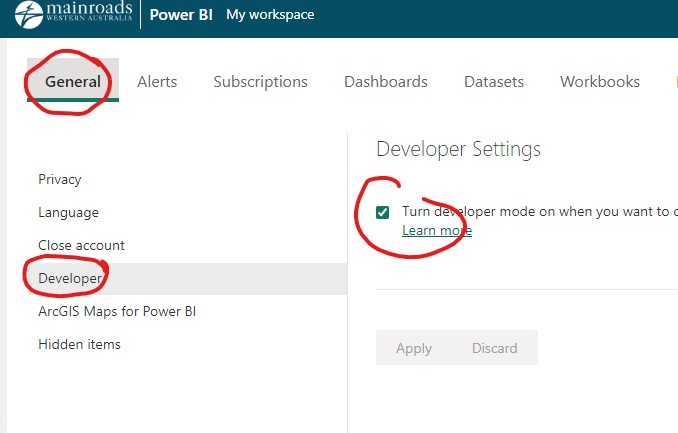 mainroads
WESTERN AUSTRALIA
Power BI My workspace
General Alerts Subscriptions Dashboards Datasets Workbooks
Developer Settings
Privacy
Language
Turn developer mode on when you want to
Learn more
Close account
Developer
ArcGIS Maps for Power BI
Hidden items
Apply Discard